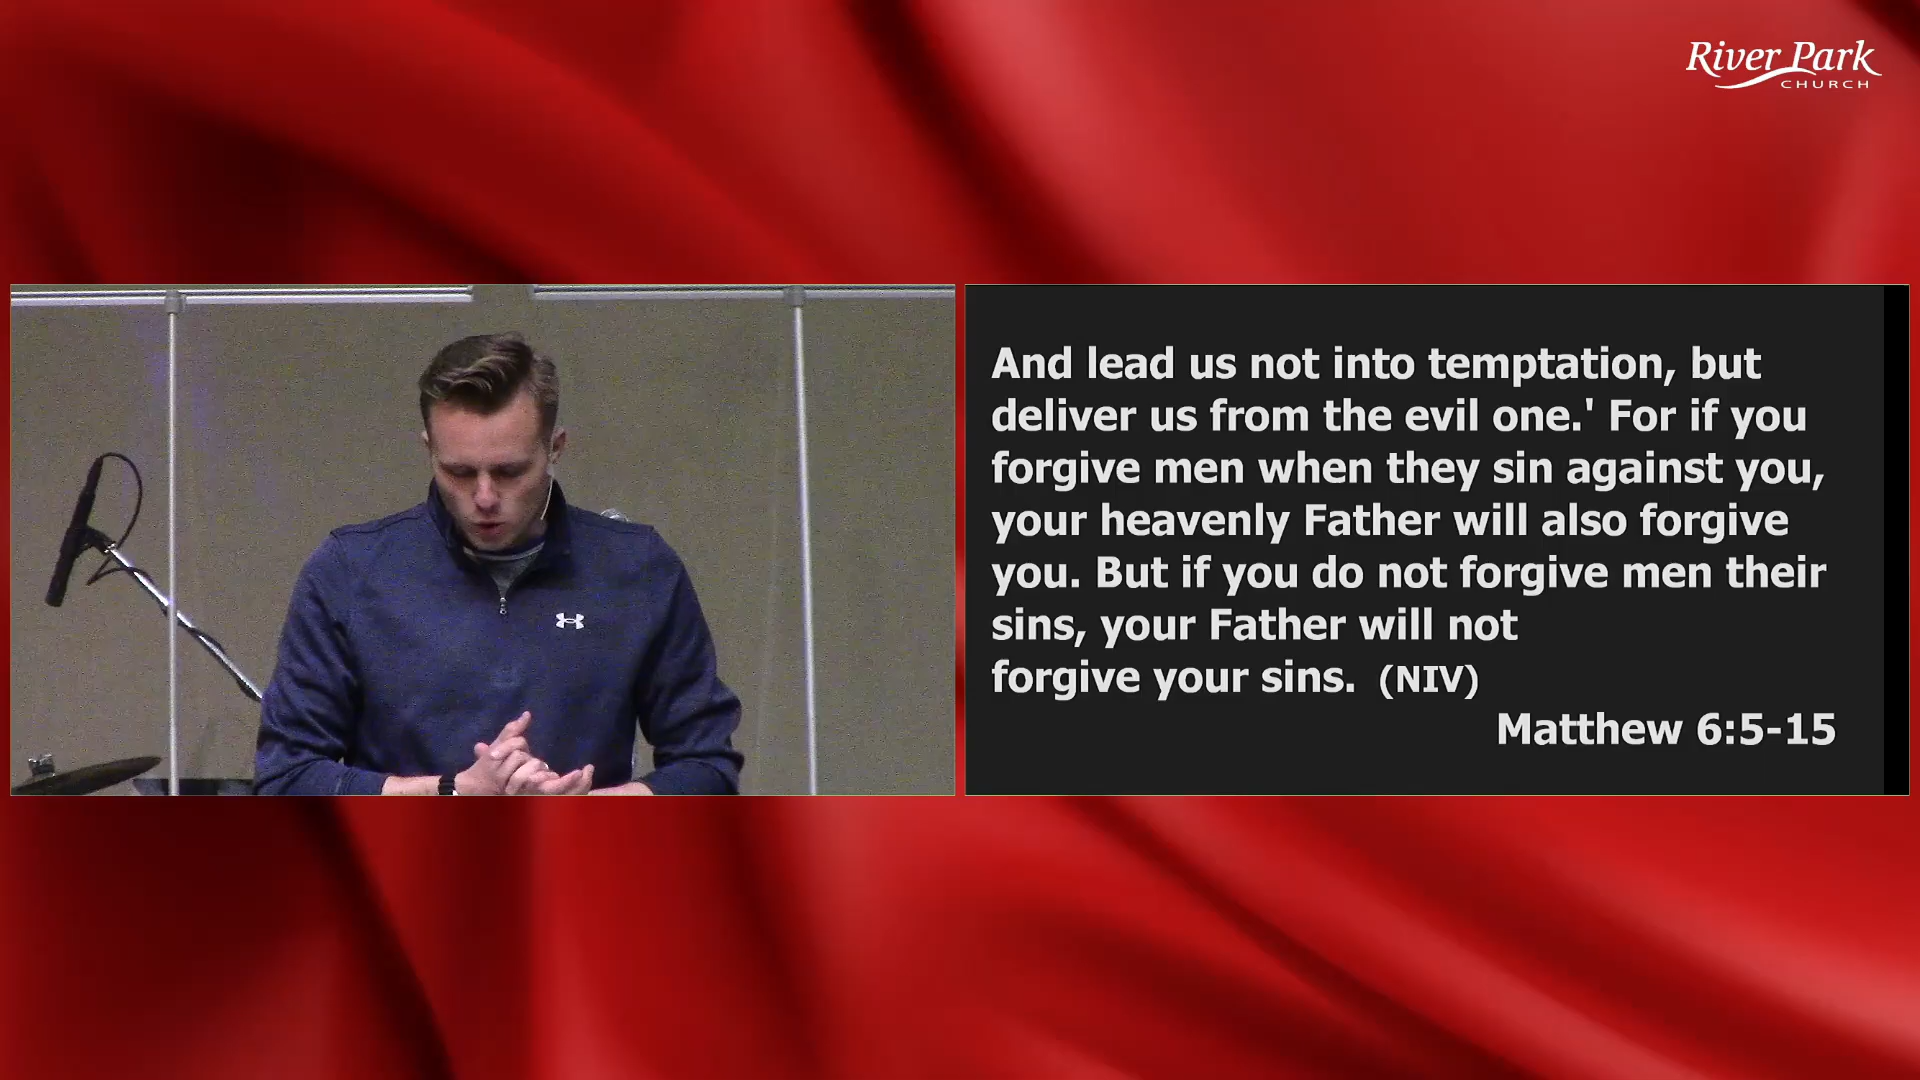 River Park
CHURCH
And lead us not into temptation, but
deliver us from the evil one.' For if you
forgive men when they sin against you,
your heavenly Father will also forgive
you. But if you do not forgive men their
sins, your Father will not
forgive your sins. (NIV)
Matthew 6:5-15